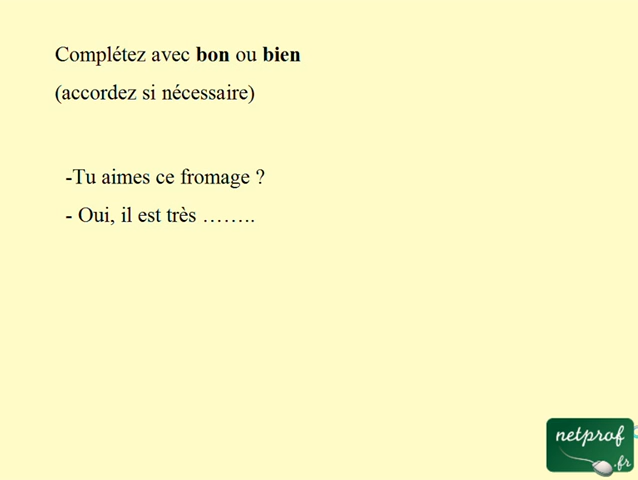 Complétez avec bon ou bien
(accordez si nécessaire)
-Tu aimes ce fromage ?
- Oui, il est très ……..
netprof
.fr